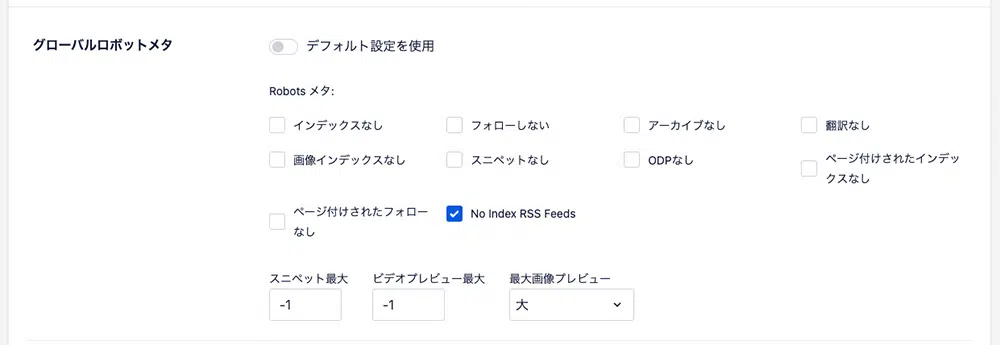 グローバルロボットメタ
デフォルト設定を使用
Robots メタ:
インデックスなし
フォローしない
アーカイブなし
翻訳なし
画像インデックスなし
スニペットなし
ODPなし
ページ付けされたインデッ
クスなし
ページ付けされたフォロー
なし
No Index RSS Feeds
スニペット最大
ビデオプレビュー最大
最大画像プレビュー
-1
-1
大